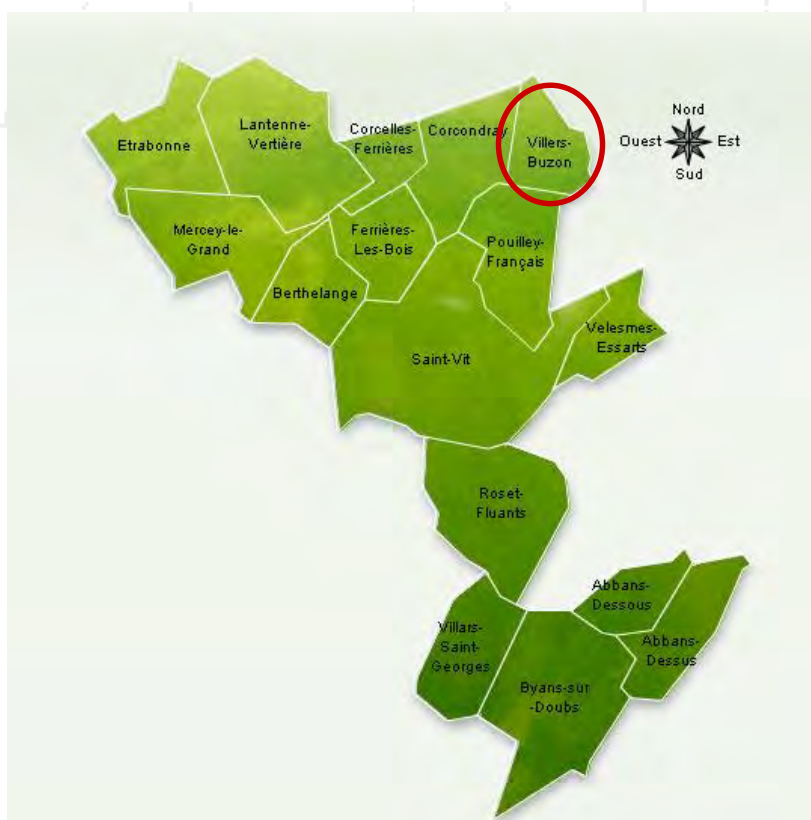 Nord
Ouest
Est
Sud
Etrabonne
Lantenne-
Vertière
Corcelles-
Ferrières
Corcondray
Villers-
Buzon
Mercey-le-
Grand
Ferrières-
Les-Bois
Pouilley-
Français
Berthelange
Saint-Vit
Velesmes-
Essarts
Roset-
Fluants
Abbans-
Dessous
Villars-
Saint-
Georges
Abbans-
Dessus
Byans-sur
-Doubs